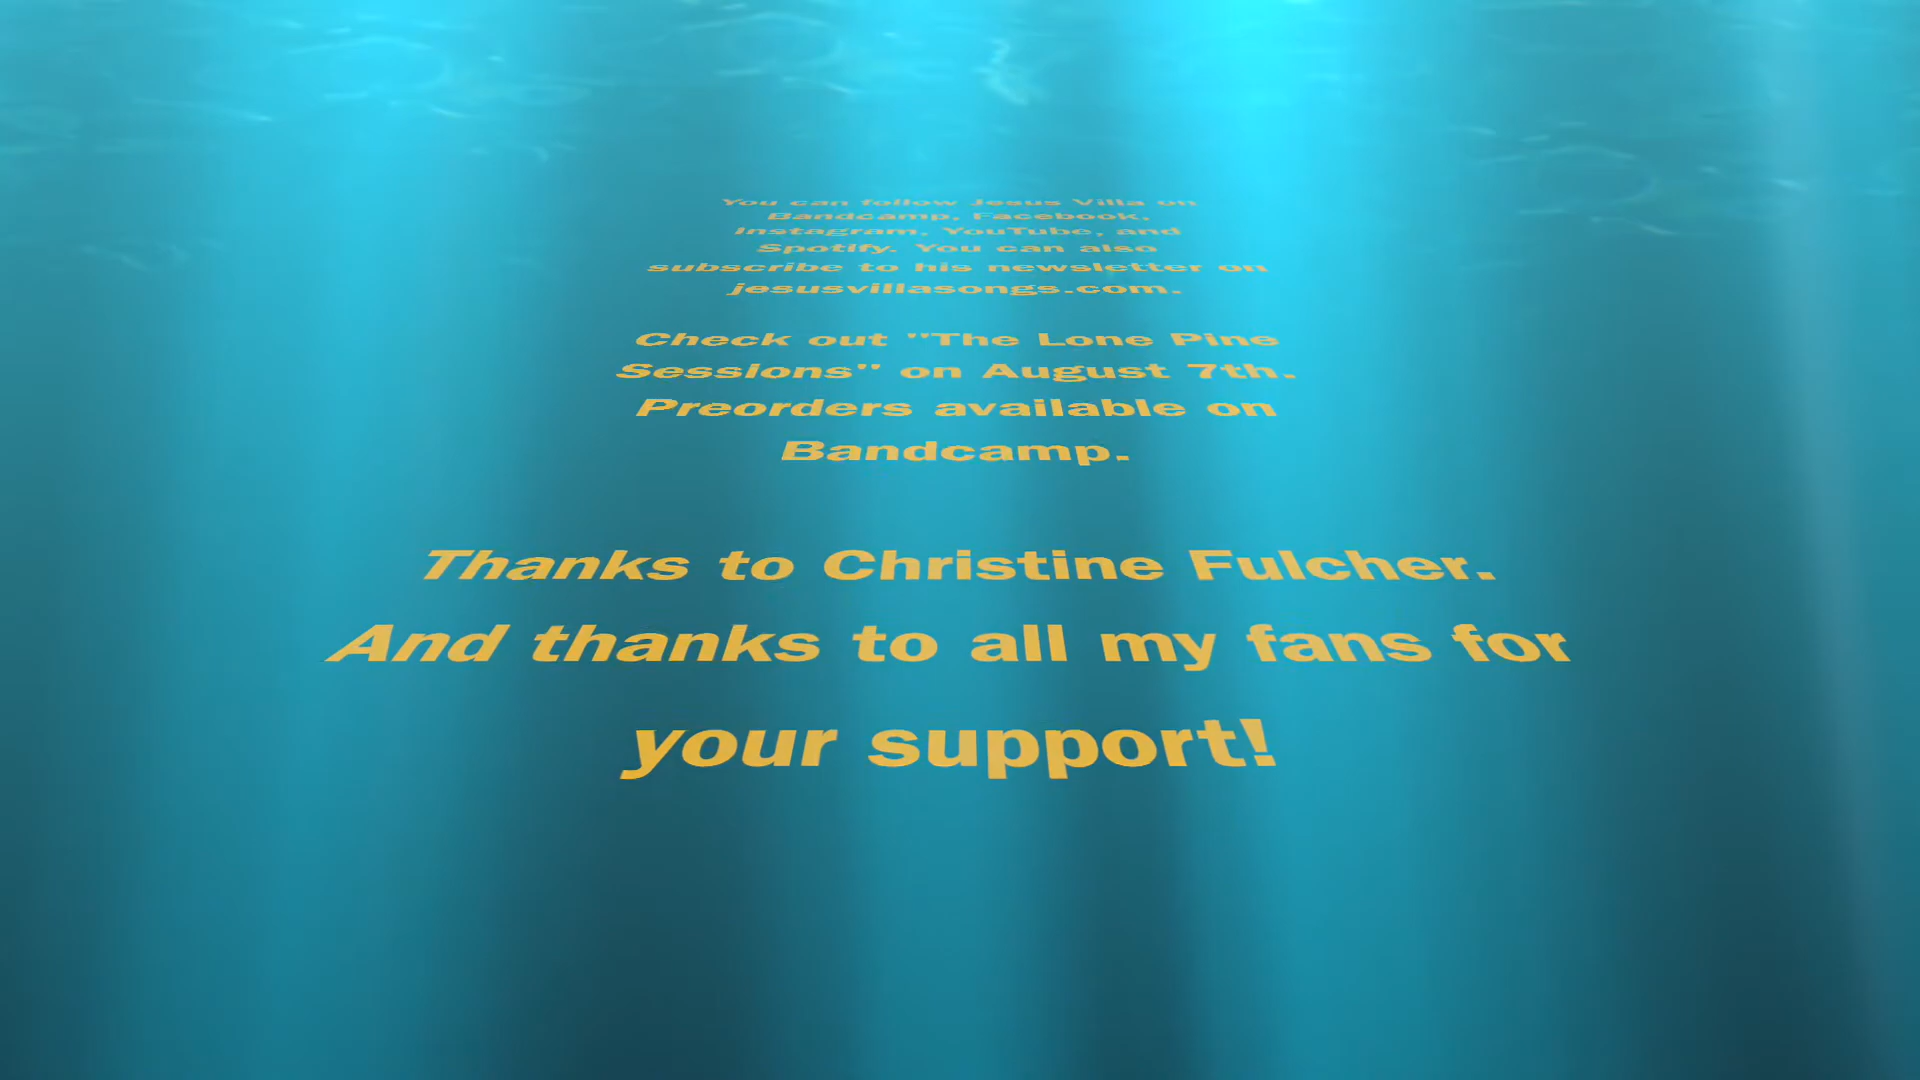 You can follow Jesus Villa on
Bandcamp, Facebook,
Instagram, YouTube, and
Spotify. You can also
subscribe to his newsletter on
jesusvillasongs.com.
Check out "The Lone Pine
Sessions" on August 7th.
Preorders available on
Bandcamp.
Thanks to Christine Fulcher.
And thanks to all my fans for
your support!